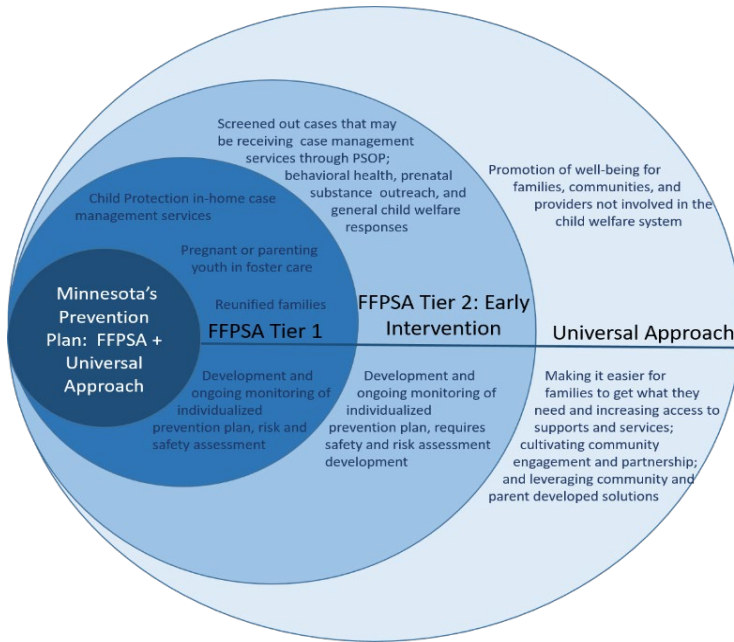 Screened out cases that may
be receiving case management
services through PSOP;
behavioral health, prenatal
substance outreach, and
general child welfare
responses
Promotion of well-being for
families, communities, and
providers not involved in the
child welfare system
Child Protection in-home case
management services
Pregnant or parenting
youth in foster care
Reunified families
Minnesota's
Prevention
Plan: FFPSA +
Universal
Approach
FFPSA Tier 1
FFPSA Tier 2: Early
Intervention
Universal Approach
Development and
ongoing monitoring of
individualized
prevention plan, risk and
safety assessment
Development and
ongoing monitoring of
individualized
prevention plan, requires
safety and risk assessment
development
Making it easier for
families to get what they
need and increasing access to
supports and services;
cultivating community
engagement and partnership;
and leveraging community and
parent developed solutions